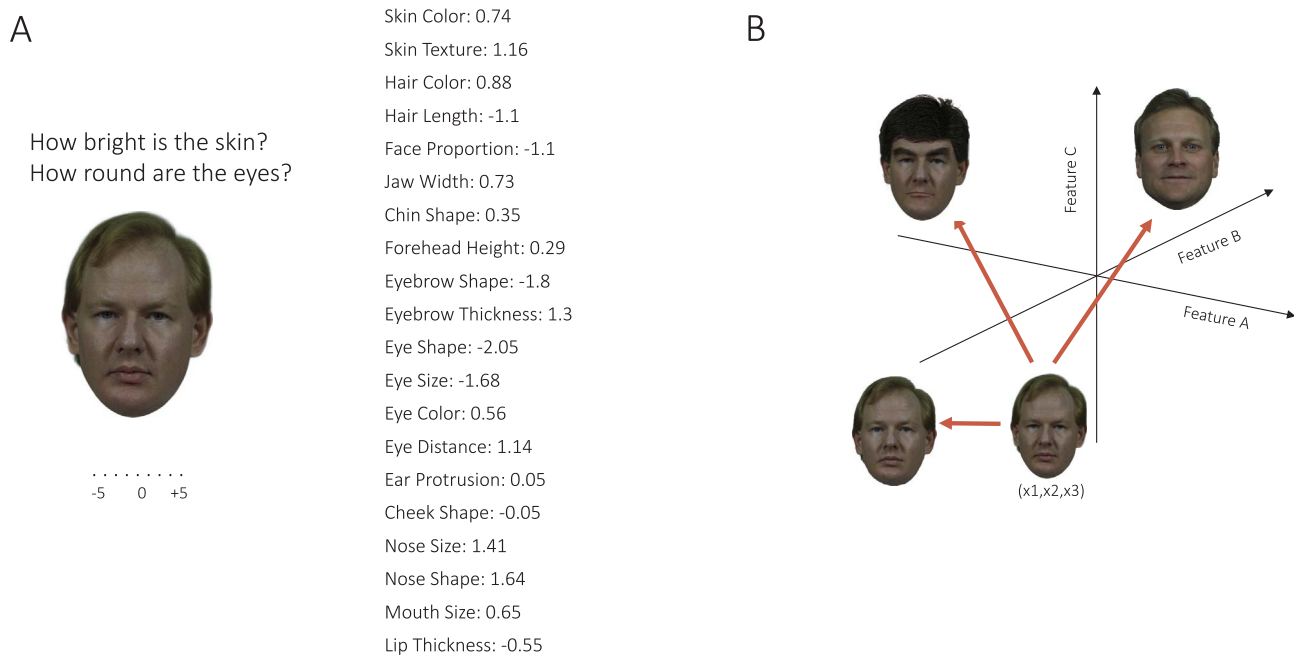 A
How bright is the skin?
How round are the eyes?
-5 0 +5
Skin Color: 0.74
Skin Texture: 1.16
Hair Color: 0.88
Hair Length: -1.1
Face Proportion: -1.1
Jaw Width: 0.73
Chin Shape: 0.35
Forehead Height: 0.29
Eyebrow Shape: -1.8
Eyebrow Thickness: 1.3
Eye Shape: -2.05
Eye Size: -1.68
Eye Color: 0.56
Eye Distance: 1.14
Ear Protrusion: 0.05
Cheek Shape: -0.05
Nose Size: 1.41
Nose Shape: 1.64
Mouth Size: 0.65
Lip Thickness: -0.55
B
Feature C
Feature B
Feature A
(x1,x2,x3)